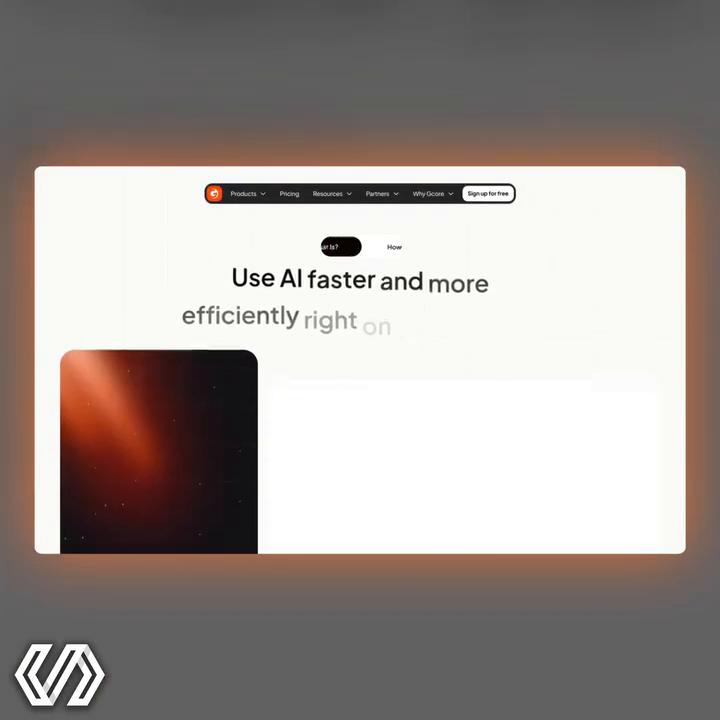 Products Pricing Resources Partners Why Gcore Sign up for free
How
Use AI faster and more
efficiently right on